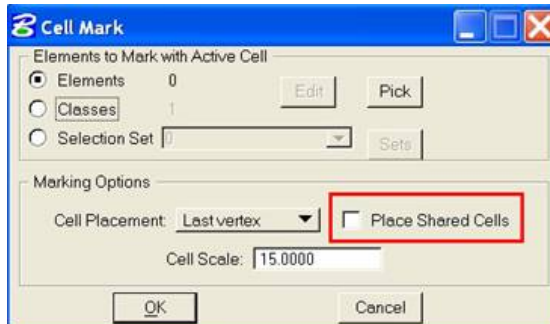 Cell Mark
Elements to Mark with Active Cell
Elements 0 Edit Pick
Classes 1
Selection Set 0 Sets
Marking Options
Cell Placement: Last vertex Place Shared Cells
Cell Scale: 15.0000
OK Cancel